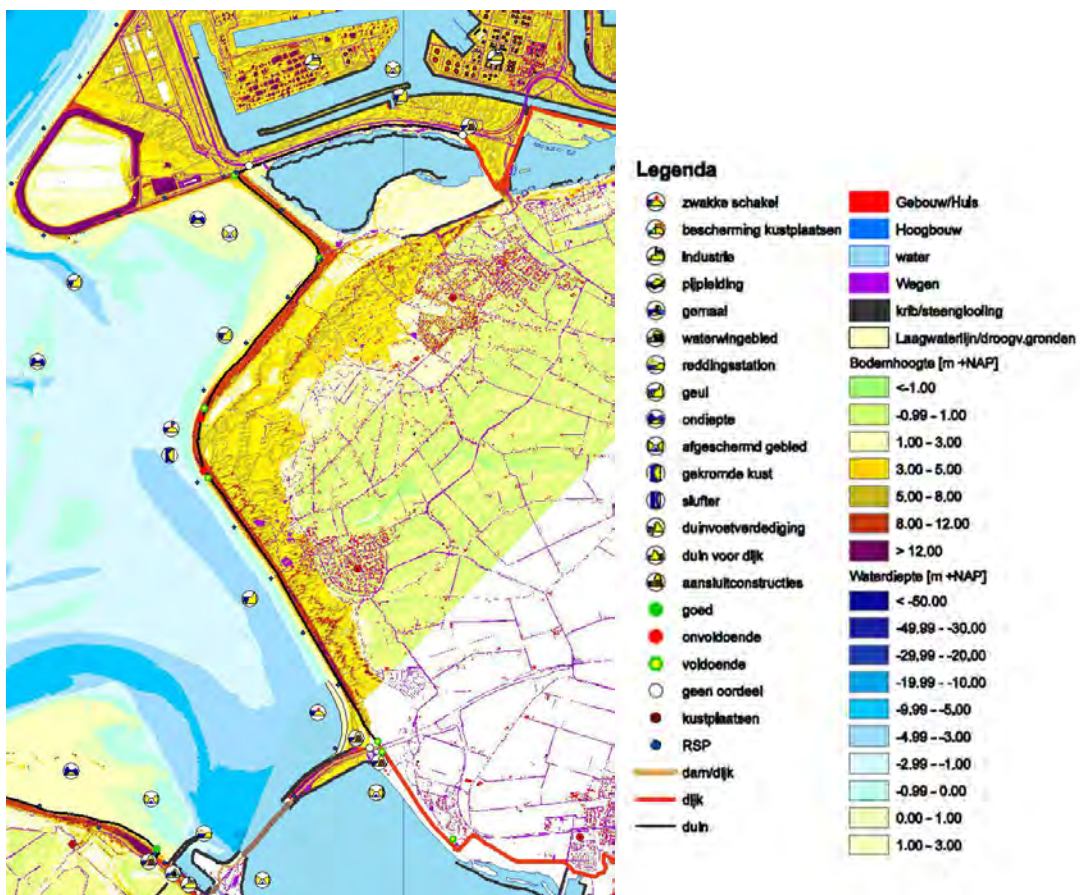 Legenda
zwakke schakel
bescherming kustplaatsen
industrie
pijpleiding
gemaal
waterwingebied
reddingsstation
geul
ondiepte
afgeschermd gebied
gekromde kust
slufter
duinvoetverdediging
duin voor dijk
aansluitconstructies
goed
onvoldoende
voldoende
geen oordeel
kustplaatsen
RSP
dam/dijk
dijk
duin
Gebouw/Huis
Hoogbouw
water
Wegen
krib/steenglooiing
Laagwaterlijn/droogv.gronden
Bodemhoogte [m +NAP]
<-1.00
-0.99 - 1.00
1.00 - 3.00
3.00 - 5.00
5.00 - 8.00
8.00 - 12.00
> 12.00
Waterdiepte [m +NAP]
< -50.00
-49.99 - -30.00
-29.99 - -20.00
-19.99 - -10.00
-9.99 - -5.00
-4.99 - -3.00
-2.99 - -1.00
-0.99 - 0.00
0.00 - 1.00
1.00 - 3.00